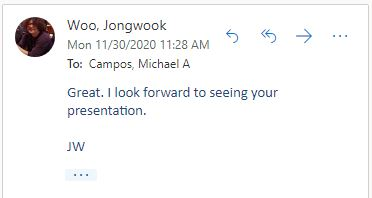 Woo, Jongwook
Mon 11/30/2020 11:28 AM
To: Campos, Michael A
Great. I look forward to seeing your
presentation.
JW
...